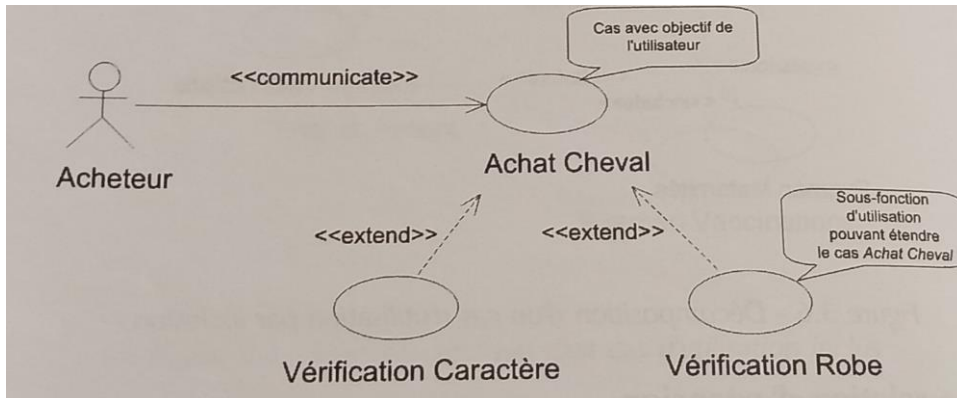 Cas avec objectif de
l'utilisateur
<<communicate>>
Acheteur
Achat Cheval
Sous-fonction
d'utilisation
pouvant étendre
le cas Achat Cheval
<<extend>>
<<extend>>
Vérification Caractère
Vérification Robe